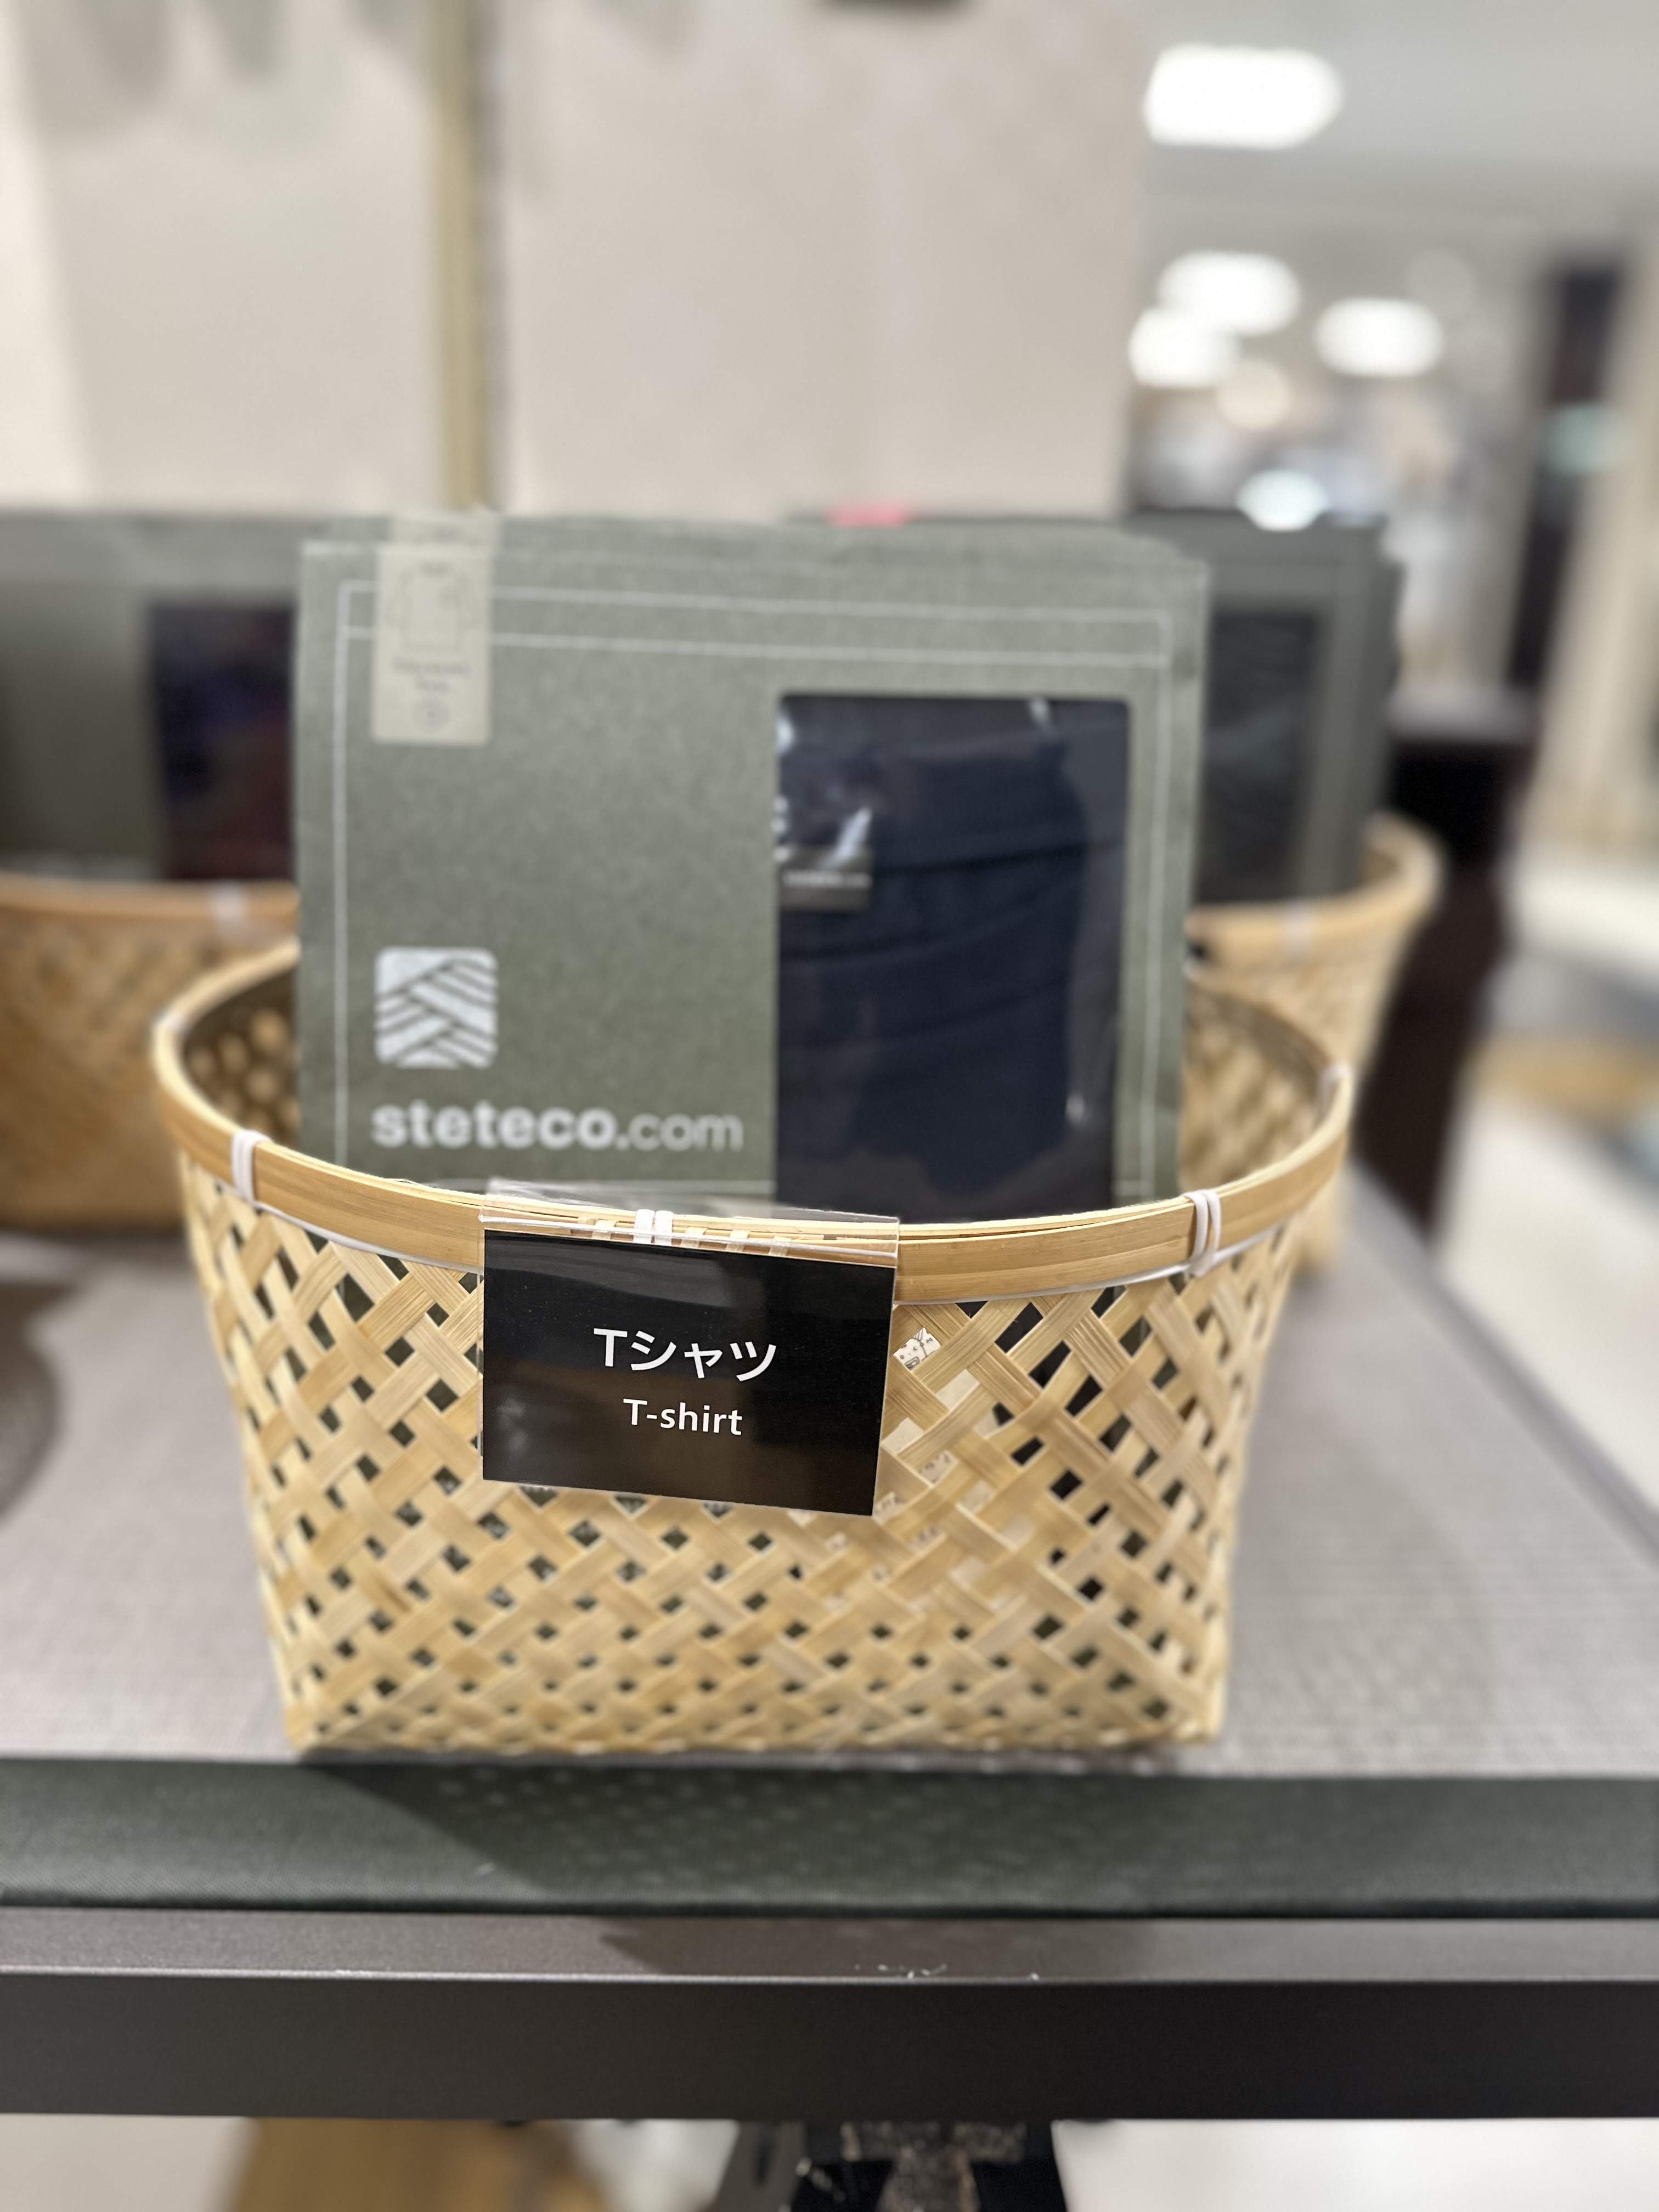 steteco.com
Tシャツ
T-shirt